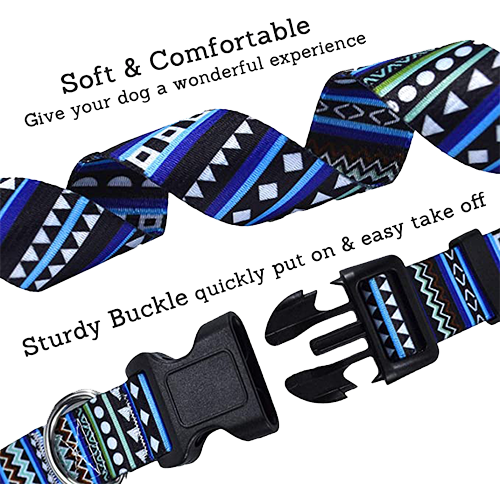 Soft & Comfortable
Give your dog a wonderful experience
Sturdy Buckle quickly put on & easy take off